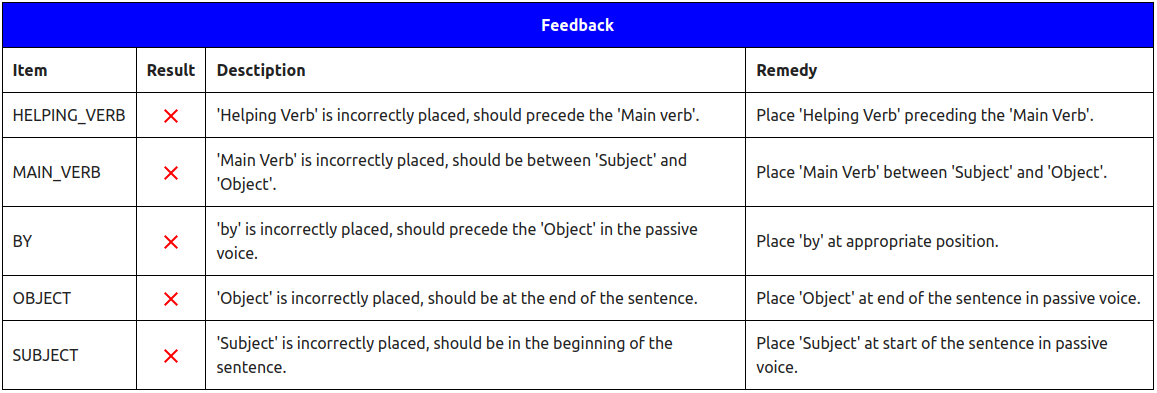 Feedback
Item Result Desctiption Remedy
HELPING_VERB 'Helping Verb' is incorrectly placed, should precede the 'Main verb'. Place 'Helping Verb' preceding the 'Main Verb'.
MAIN_VERB 'Main Verb' is incorrectly placed, should be between 'Subject' and
'Object'. Place 'Main Verb' between 'Subject' and 'Object'.
BY 'by' is incorrectly placed, should precede the 'Object' in the passive
voice. Place 'by' at appropriate position.
OBJECT 'Object' is incorrectly placed, should be at the end of the sentence. Place 'Object' at end of the sentence in passive voice.
SUBJECT 'Subject' is incorrectly placed, should be in the beginning of the
sentence. Place 'Subject' at start of the sentence in passive
voice.